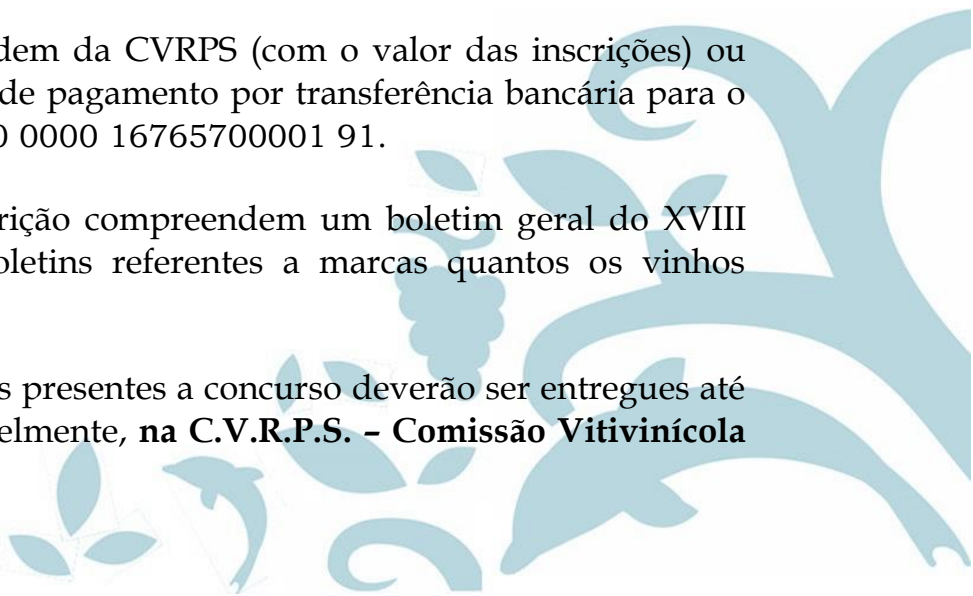 dem da CVRPS (com o valor das inscrições) ou
de pagamento por transferência bancária para o
0 0000 16765700001 91.
rição compreendem um boletim geral do XVIII
oletins referentes a marcas quantos os vinhos
s presentes a concurso deverão ser entregues até
elmente, na C.V.R.P.S. – Comissão Vitivinícola